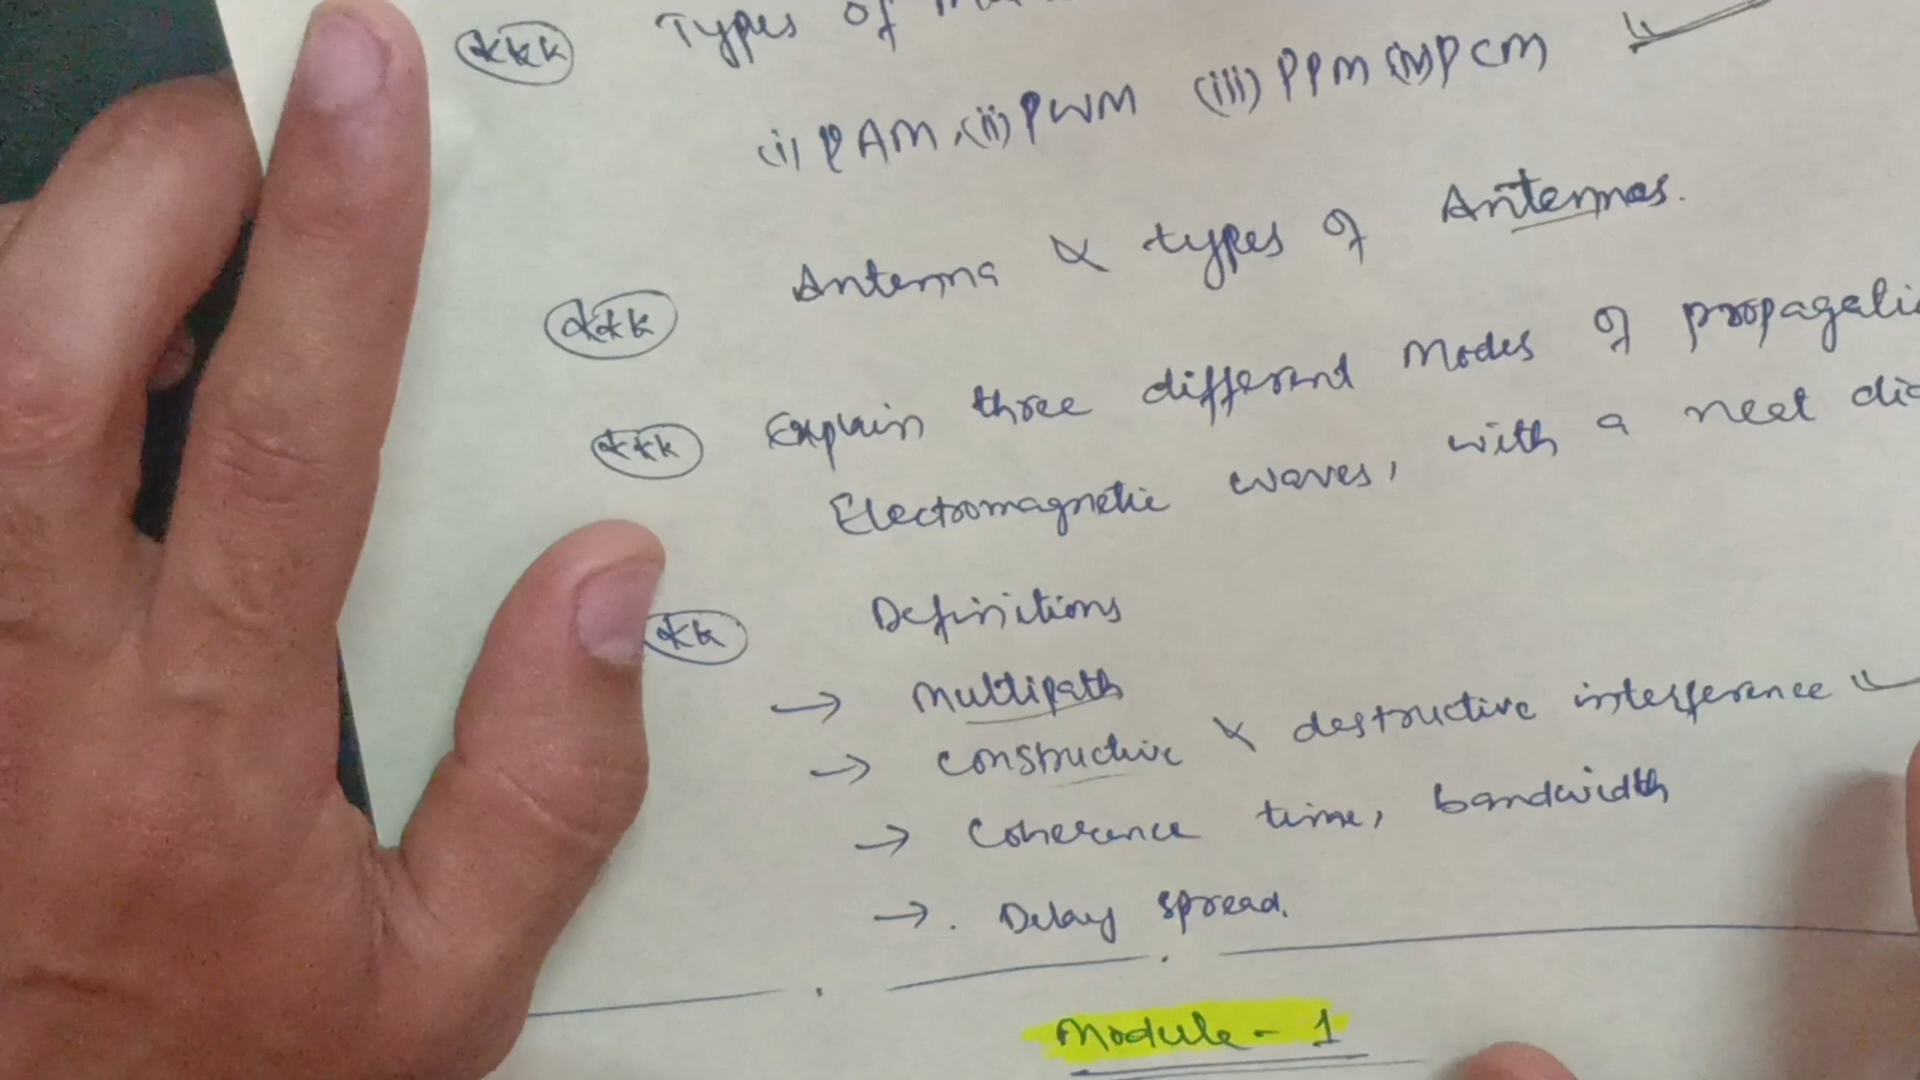 *** Types of
(i) PAM, (ii) PWM (iii) PPM (iv) PCM
*** Antenna & types of Antennas.
*** Explain three different Modes of
Electromagnetic waves, with a neat
** Definitions
→ Multipath
→ Constructive & destructive interference
→ Coherence time, bandwidth
→ . Delay spread.
Module - 1